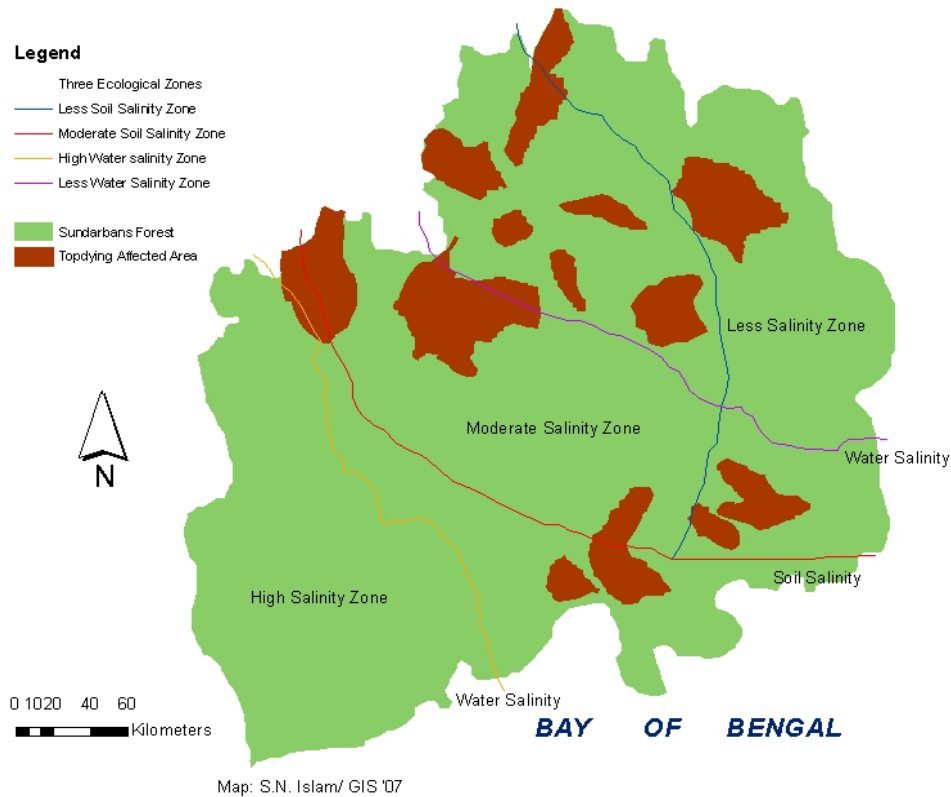 Legend
Three Ecological Zones
Less Soil Salinity Zone
Moderate Soil Salinity Zone
High Water salinity Zone
Less Water Salinity Zone
Sundarbans Forest
Topdying Affected Area
Less Salinity Zone
Moderate Salinity Zone
Water Salinity
N
Soil Salinity
High Salinity Zone
Water Salinity
0 1020 40 60
Kilometers
BAY OF BENGAL
Map: S.N. Islam/ GIS '07